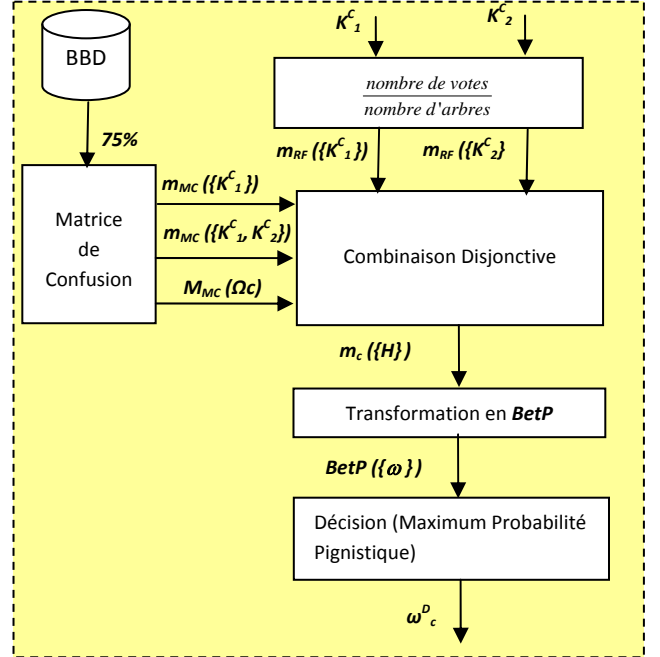 K^C_1
K^C_2
BBD
nombre de votes
nombre d'arbres
75%
m_RF ({K^C_1})
m_RF ({K^C_2}
Matrice
de
Confusion
m_MC ({K^C_1})
m_MC ({K^C_1, K^C_2})
M_MC (Ωc)
Combinaison Disjonctive
m_c ({H})
Transformation en BetP
BetP ({ω})
Décision (Maximum Probabilité
Pignistique)
ω^D_c